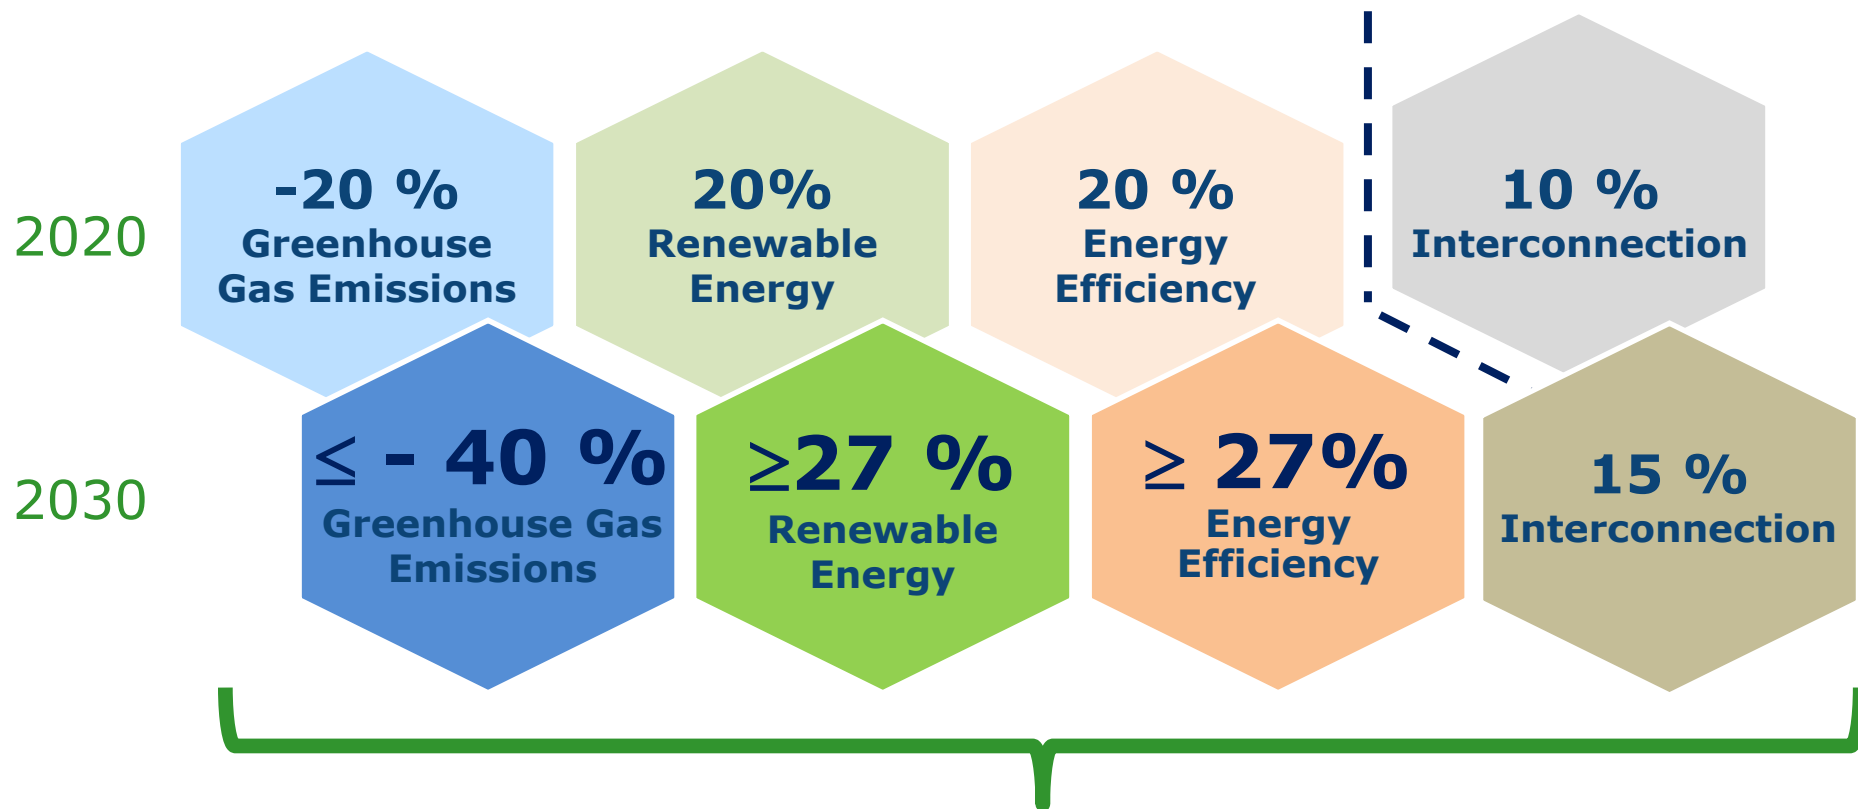 2020
-20 %
Greenhouse
Gas Emissions
20%
Renewable
Energy
20 %
Energy
Efficiency
10 %
Interconnection
2030
≤ - 40 %
Greenhouse Gas
Emissions
≥27 %
Renewable
Energy
≥ 27%
Energy
Efficiency
15 %
Interconnection